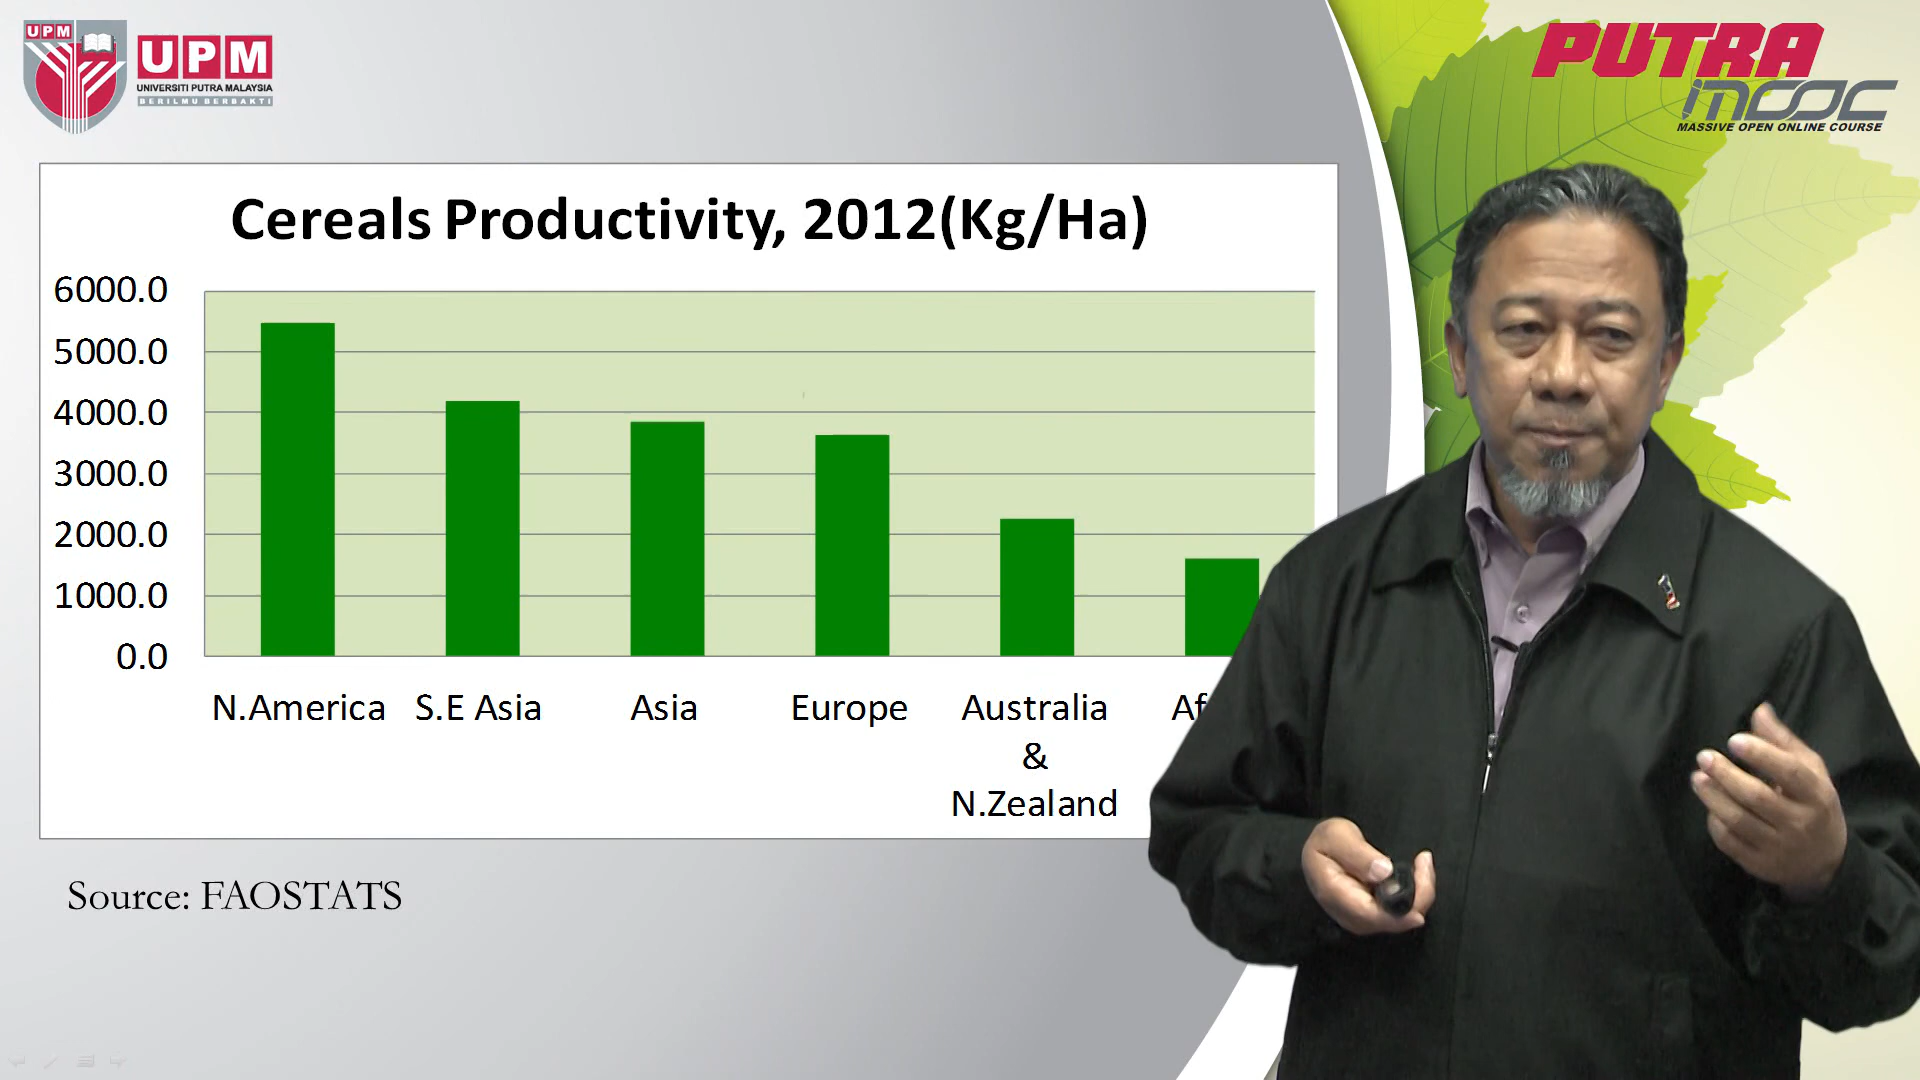 UPM
UPM
UNIVERSITI PUTRA MALAYSIA
BERILMU BERBAKTI
PUTRA
mooc
MASSIVE OPEN ONLINE COURSE
Cereals Productivity, 2012(Kg/Ha)
6000.0
5000.0
4000.0
3000.0
2000.0
1000.0
0.0
N.America S.E Asia Asia Europe Australia
&
N.Zealand
Source: FAOSTATS